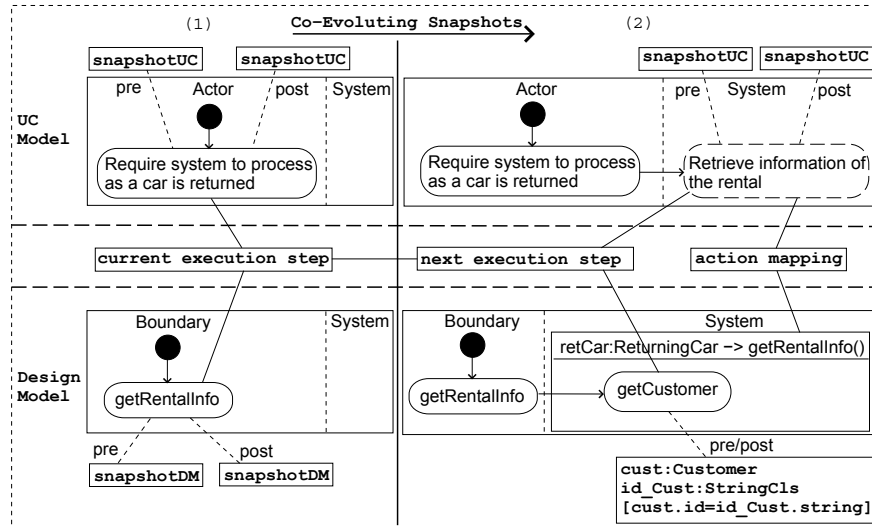 (1)
Co-Evoluting Snapshots
(2)
snapshotUC
snapshotUC
snapshotUC
snapshotUC
pre
Actor
post
System
pre
System
post
Actor
UC
Model
Require system to process
as a car is returned
Require system to process
as a car is returned
Retrieve information of
the rental
current execution step
next execution step
action mapping
Boundary
System
Boundary
System
retCar:ReturningCar -> getRentalInfo()
Design
Model
getRentalInfo
getRentalInfo
getCustomer
pre
post
pre/post
snapshotDM
snapshotDM
cust:Customer
id_Cust:StringCls
[cust.id=id_Cust.string]